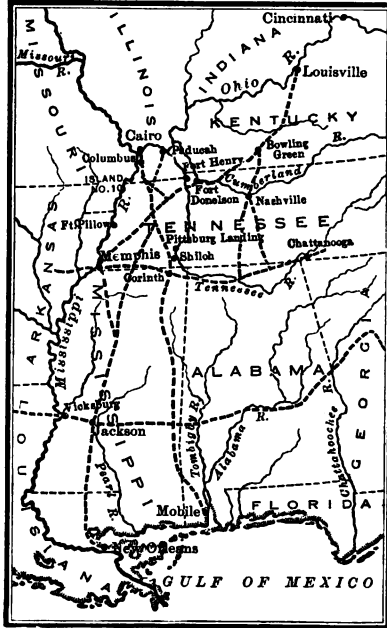 Cincinnati
MISSOURI
ILLINOIS
INDIANA
Missouri
R.
Ohio
R.
Louisville
KENTUCKY
Cairo
Paducah
R.
Columbus
Fort Henry
Bowling
Green
Cumberland
ISLAND
NO. 10
R.
Fort
Donelson
Nashville
Ft. Pillow
TENNESSEE
Pittsburg Landing
Chattanooga
Memphis
Shiloh
Corinth
Tennessee
R.
ARKANSAS
Mississippi
MISSISSIPPI
ALABAMA
GEORGIA
Vicksburg
Jackson
R.
R.
Tombigby R.
Alabama
Chattahoochee
LOUISIANA
Pearl R.
Mobile
FLORIDA
New Orleans
GULF OF MEXICO